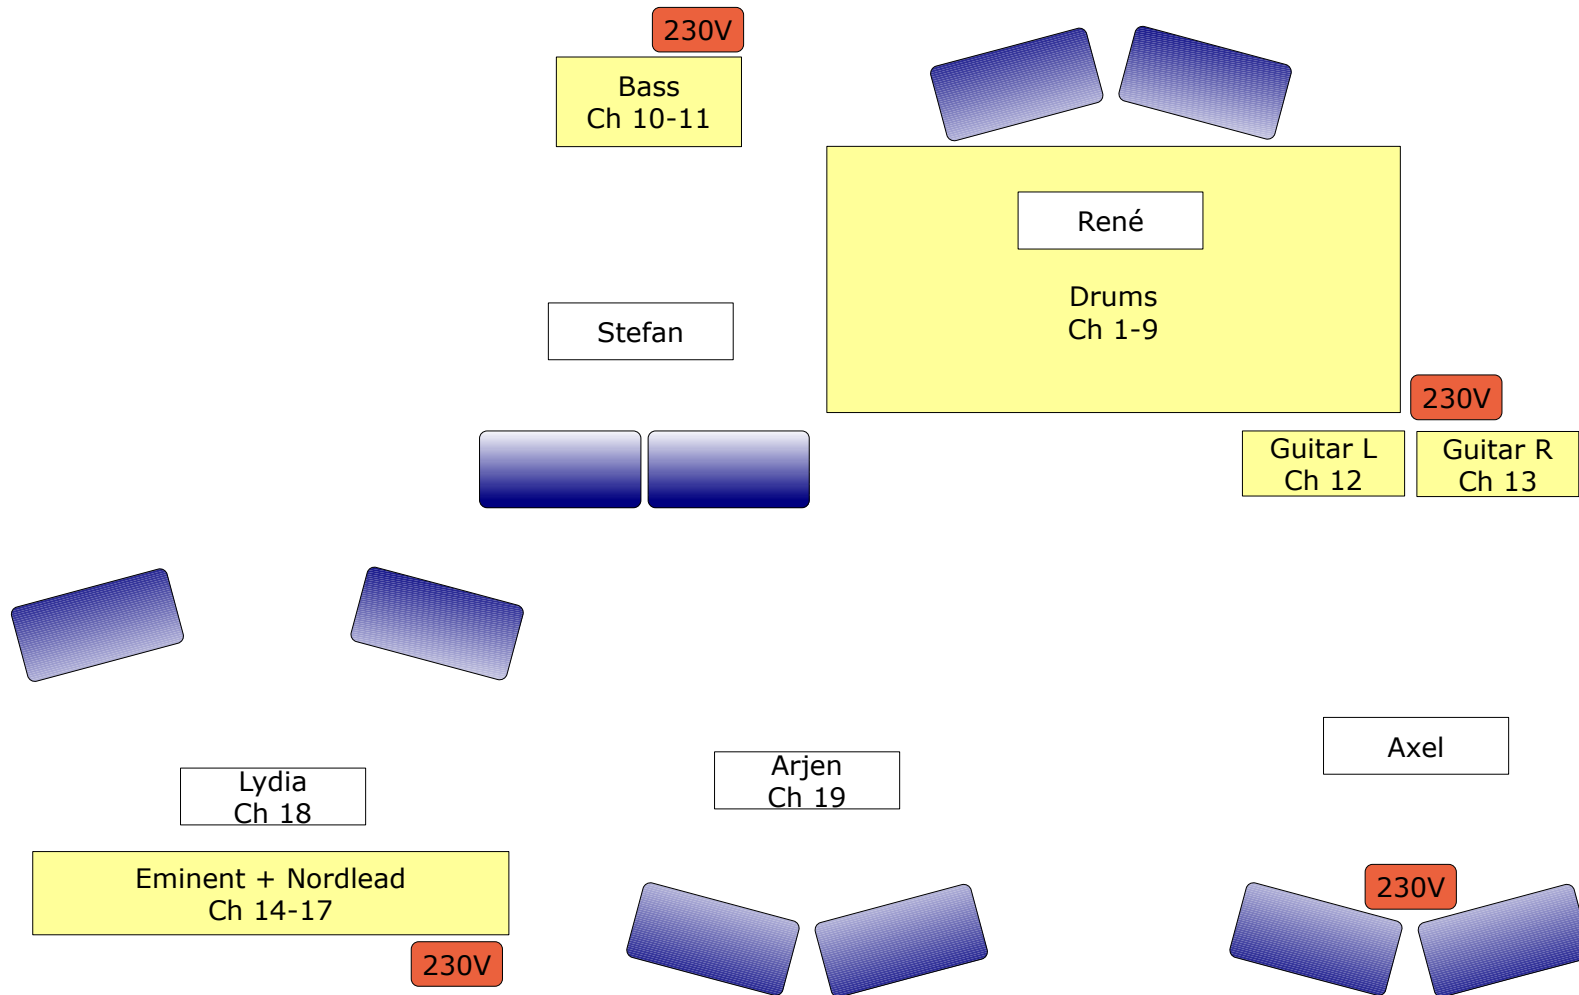 230V
Bass
Ch 10-11
René
Drums
Ch 1-9
Stefan
230V
Guitar L
Ch 12
Guitar R
Ch 13
Lydia
Ch 18
Arjen
Ch 19
Axel
Eminent + Nordlead
Ch 14-17
230V
230V